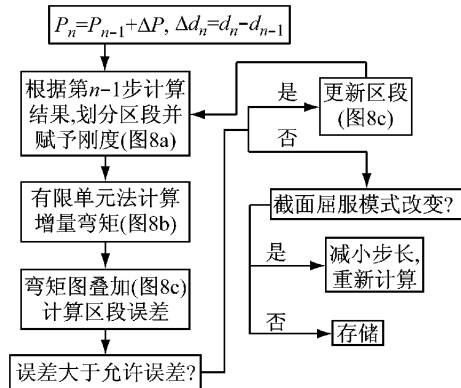 Pₙ=Pₙ₋₁+ΔP, Δdₙ=dₙ-dₙ₋₁
根据第n-1步计算
结果,划分区段并
赋予刚度(图8a)
有限单元法计算
增量弯矩(图8b)
弯矩图叠加(图8c)
计算区段误差
误差大于允许误差?
是
更新区段
(图8c)
否
截面屈服模式改变?
是
减小步长,
重新计算
否
存储